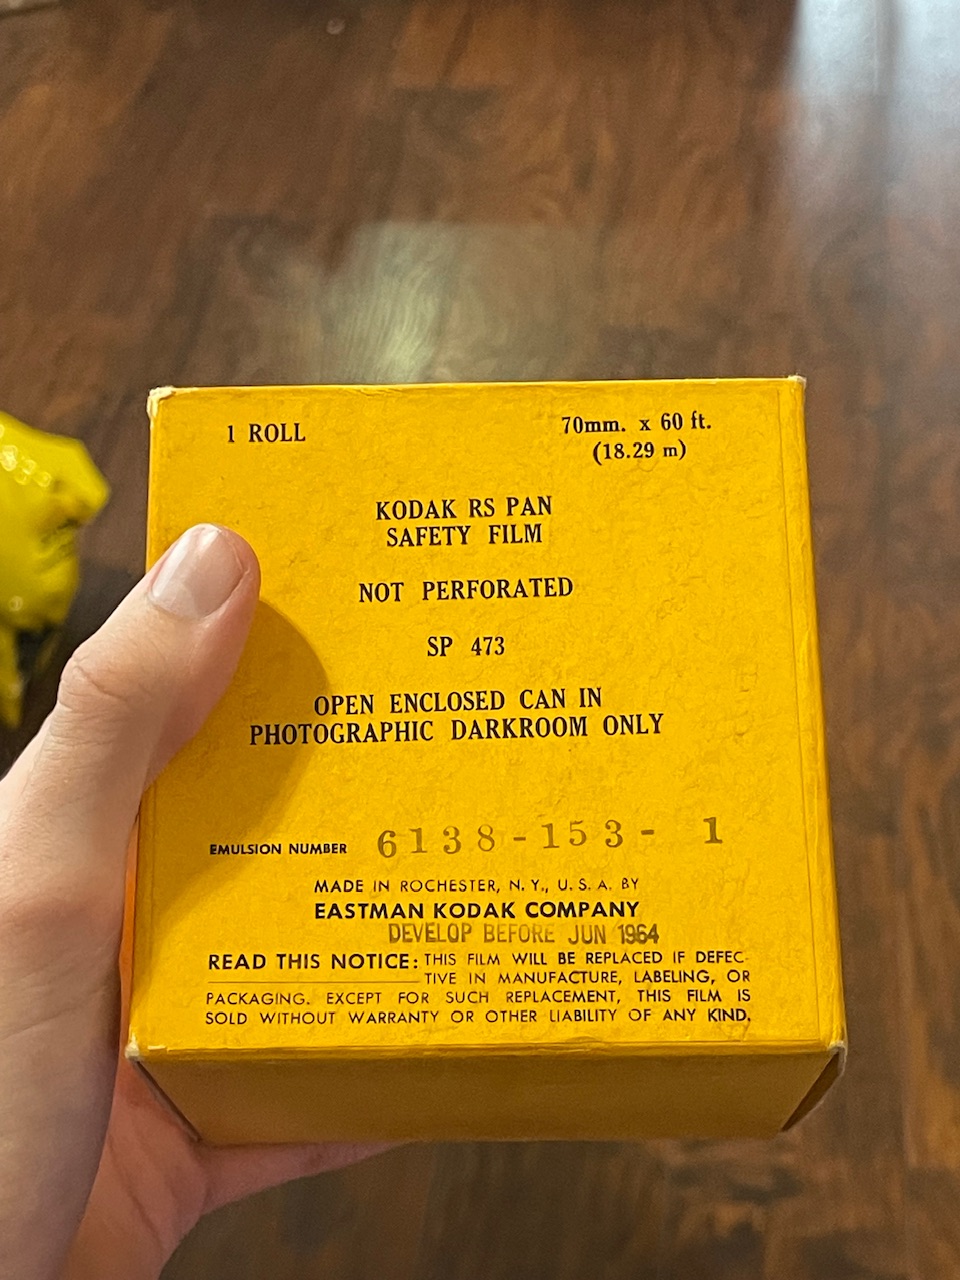 1 ROLL
70mm. x 60 ft.
(18.29 m)
KODAK RS PAN
SAFETY FILM
NOT PERFORATED
SP 473
OPEN ENCLOSED CAN IN
PHOTOGRAPHIC DARKROOM ONLY
EMULSION NUMBER 6138-153- 1
MADE IN ROCHESTER, N. Y., U. S. A. BY
EASTMAN KODAK COMPANY
DEVELOP BEFORE JUN 1964
READ THIS NOTICE: THIS FILM WILL BE REPLACED IF DEFEC-
TIVE IN MANUFACTURE, LABELING, OR
PACKAGING. EXCEPT FOR SUCH REPLACEMENT, THIS FILM IS
SOLD WITHOUT WARRANTY OR OTHER LIABILITY OF ANY KIND.